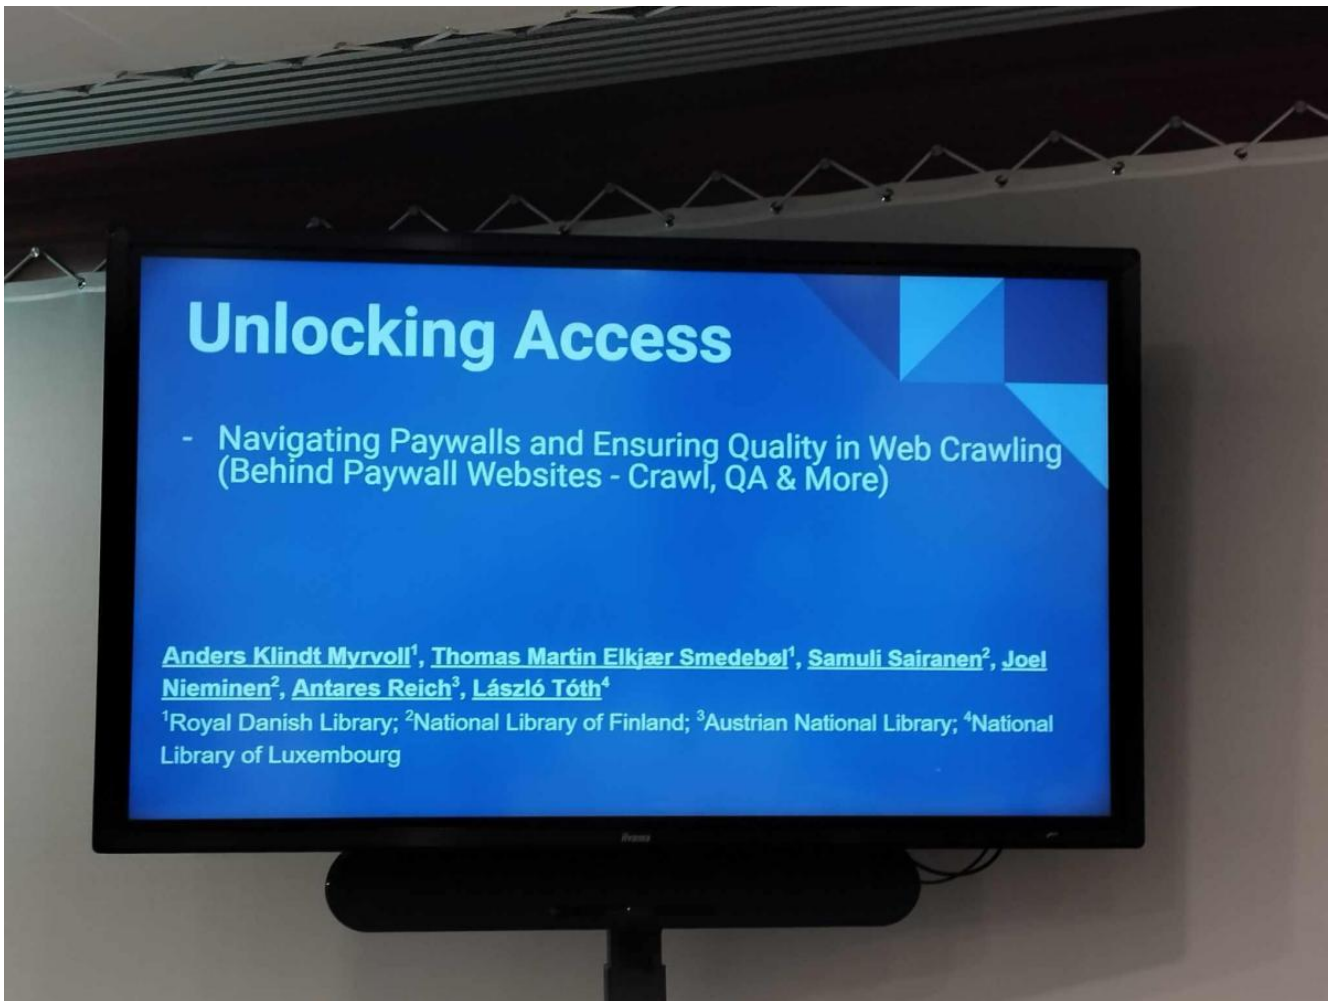 Unlocking Access
- Navigating Paywalls and Ensuring Quality in Web Crawling
(Behind Paywall Websites - Crawl, QA & More)
Anders Klindt Myrvoll¹, Thomas Martin Elkjær Smedebøl¹, Samuli Sairanen², Joel
Nieminen², Antares Reich³, László Tóth⁴
¹Royal Danish Library; ²National Library of Finland; ³Austrian National Library; ⁴National
Library of Luxembourg
iiyama